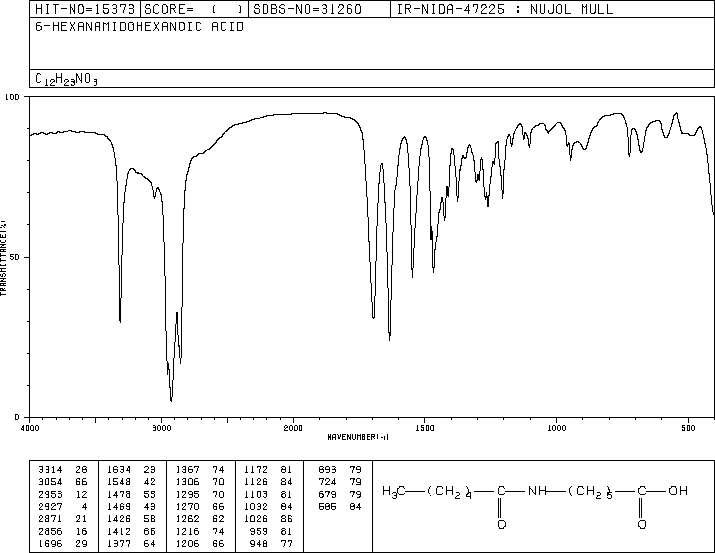 HIT-NO=15373 SCORE= ( ) SDBS-NO=31260 IR-NIDA-47225 : NUJOL MULL
6-HEXANAMIDOHEXANOIC ACID
C12H23NO3
100
50
0
TRANSMITTANCE(%)
4000 3000 2000 1500 1000 500
WAVENUMBER(-1)
3314 28 1634 23 1367 74 1172 81 893 79
3054 66 1548 42 1306 70 1126 84 724 79
2953 12 1478 55 1295 70 1103 81 679 79
2927 4 1469 43 1270 66 1032 84 586 84
2871 21 1426 58 1262 62 1026 86
2856 16 1412 66 1216 74 959 81
1696 29 1377 64 1206 66 948 77
H3C—(CH2)4—C—NH—(CH2)5—C—OH
O O